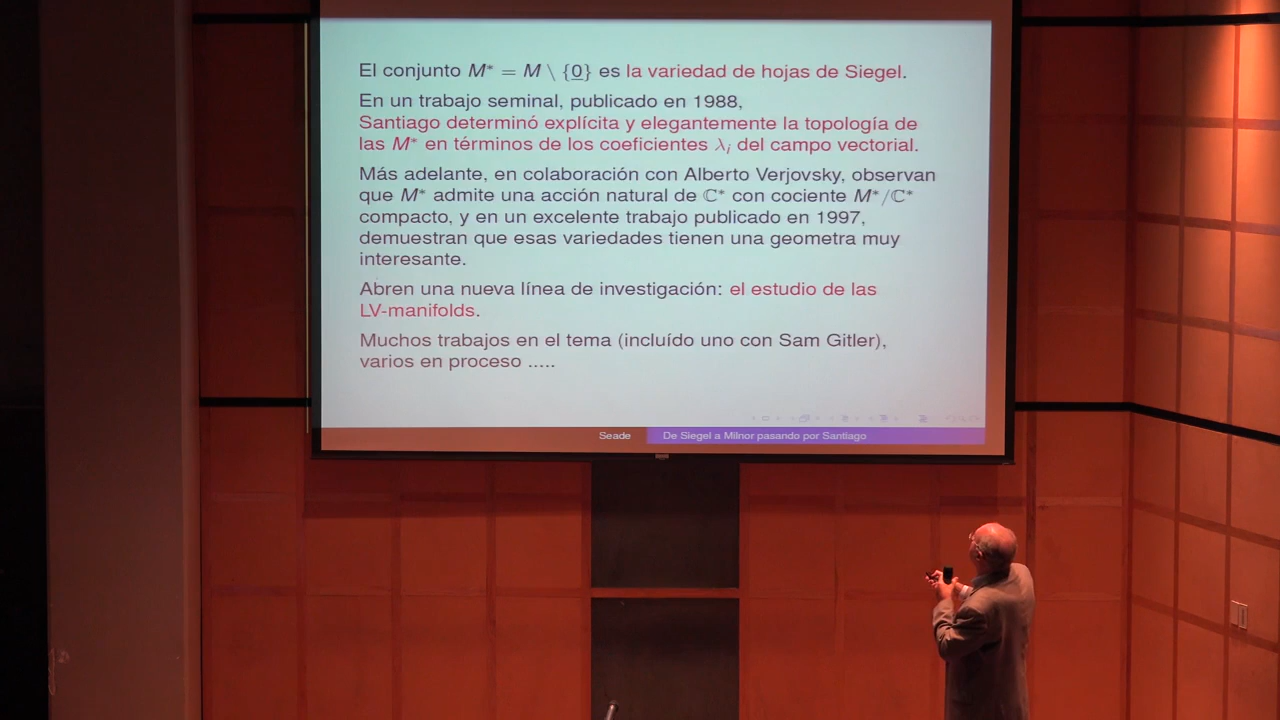 El conjunto M* = M \ {0} es la variedad de hojas de Siegel.
En un trabajo seminal, publicado en 1988,
Santiago determinó explícita y elegantemente la topología de
las M* en términos de los coeficientes λi del campo vectorial.
Más adelante, en colaboración con Alberto Verjovsky, observan
que M* admite una acción natural de ℂ* con cociente M*/ℂ*
compacto, y en un excelente trabajo publicado en 1997,
demuestran que esas variedades tienen una geometra muy
interesante.
Abren una nueva línea de investigación: el estudio de las
LV-manifolds.
Muchos trabajos en el tema (incluído uno con Sam Gitler),
varios en proceso .....
Seade De Siegel a Milnor pasando por Santiago